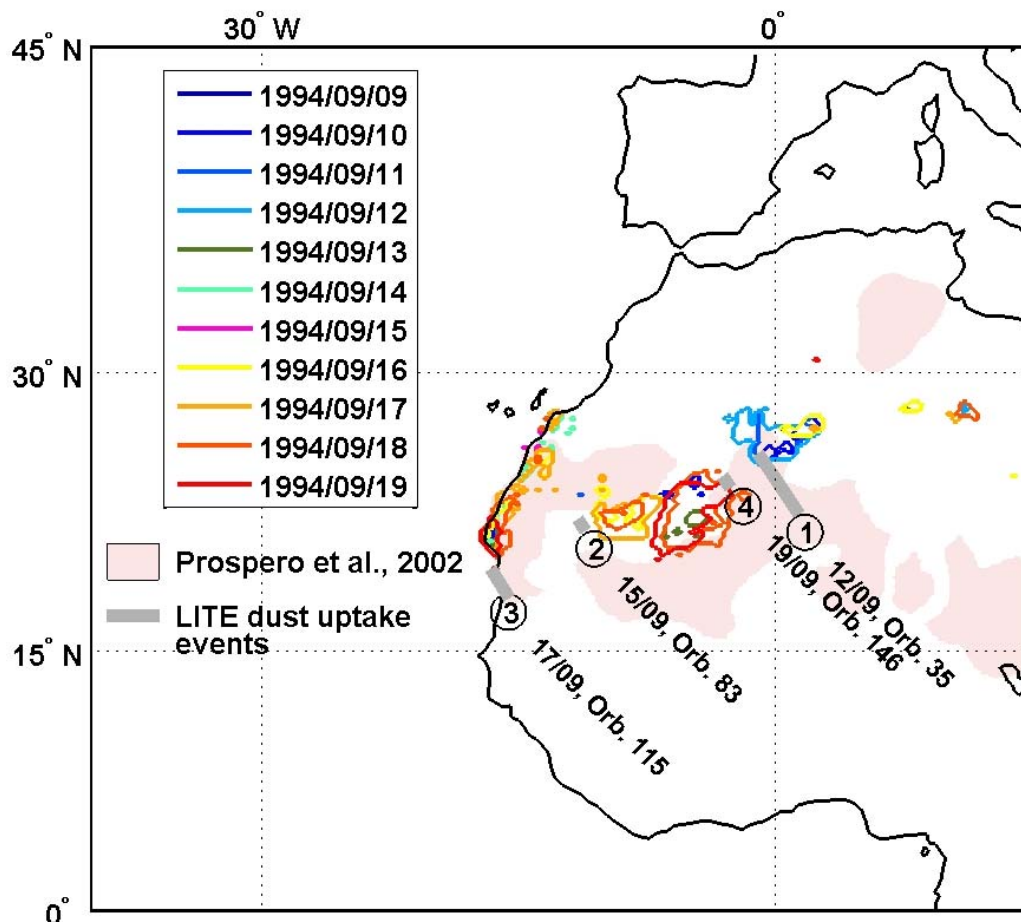 30° W
0°
45° N
1994/09/09
1994/09/10
1994/09/11
1994/09/12
1994/09/13
1994/09/14
1994/09/15
1994/09/16
1994/09/17
1994/09/18
1994/09/19
30° N
Prospero et al., 2002
LITE dust uptake
events
4
1
2
3
12/09, Orb. 35
19/09, Orb. 146
15/09, Orb. 83
17/09, Orb. 115
15° N
0°